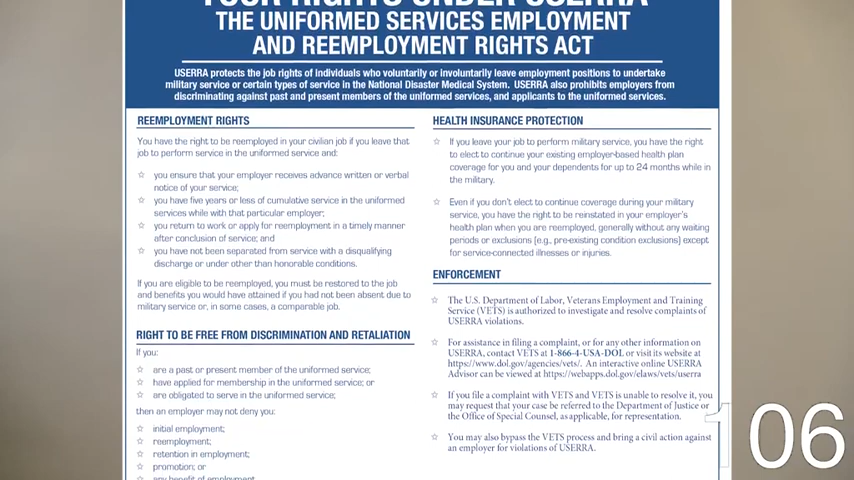 YOUR RIGHTS UNDER USERRA
THE UNIFORMED SERVICES EMPLOYMENT
AND REEMPLOYMENT RIGHTS ACT
USERRA protects the job rights of individuals who voluntarily or involuntarily leave employment positions to undertake
military service or certain types of service in the National Disaster Medical System. USERRA also prohibits employers from
discriminating against past and present members of the uniformed services, and applicants to the uniformed services.
REEMPLOYMENT RIGHTS
You have the right to be reemployed in your civilian job if you leave that
job to perform service in the uniformed service and:
☆ you ensure that your employer receives advance written or verbal
notice of your service;
☆ you have five years or less of cumulative service in the uniformed
services while with that particular employer;
☆ you return to work or apply for reemployment in a timely manner
after conclusion of service; and
☆ you have not been separated from service with a disqualifying
discharge or under other than honorable conditions.
If you are eligible to be reemployed, you must be restored to the job
and benefits you would have attained if you had not been absent due to
military service or, in some cases, a comparable job.
RIGHT TO BE FREE FROM DISCRIMINATION AND RETALIATION
If you:
☆ are a past or present member of the uniformed service;
☆ have applied for membership in the uniformed service; or
☆ are obligated to serve in the uniformed service;
then an employer may not deny you:
☆ initial employment;
☆ reemployment;
☆ retention in employment;
☆ promotion; or
☆ any benefit of employment
HEALTH INSURANCE PROTECTION
☆ If you leave your job to perform military service, you have the right
to elect to continue your existing employer-based health plan
coverage for you and your dependents for up to 24 months while in
the military.
☆ Even if you don't elect to continue coverage during your military
service, you have the right to be reinstated in your employer's
health plan when you are reemployed, generally without any waiting
periods or exclusions (e.g., pre-existing condition exclusions) except
for service-connected illnesses or injuries.
ENFORCEMENT
☆ The U.S. Department of Labor, Veterans Employment and Training
Service (VETS) is authorized to investigate and resolve complaints of
USERRA violations.
☆ For assistance in filing a complaint, or for any other information on
USERRA, contact VETS at 1-866-4-USA-DOL or visit its website at
https://www.dol.gov/agencies/vets/. An interactive online USERRA
Advisor can be viewed at https://webapps.dol.gov/elaws/vets/userra
☆ If you file a complaint with VETS and VETS is unable to resolve it, you
may request that your case be referred to the Department of Justice or
the Office of Special Counsel, as applicable, for representation.
☆ You may also bypass the VETS process and bring a civil action against
an employer for violations of USERRA.
1 06